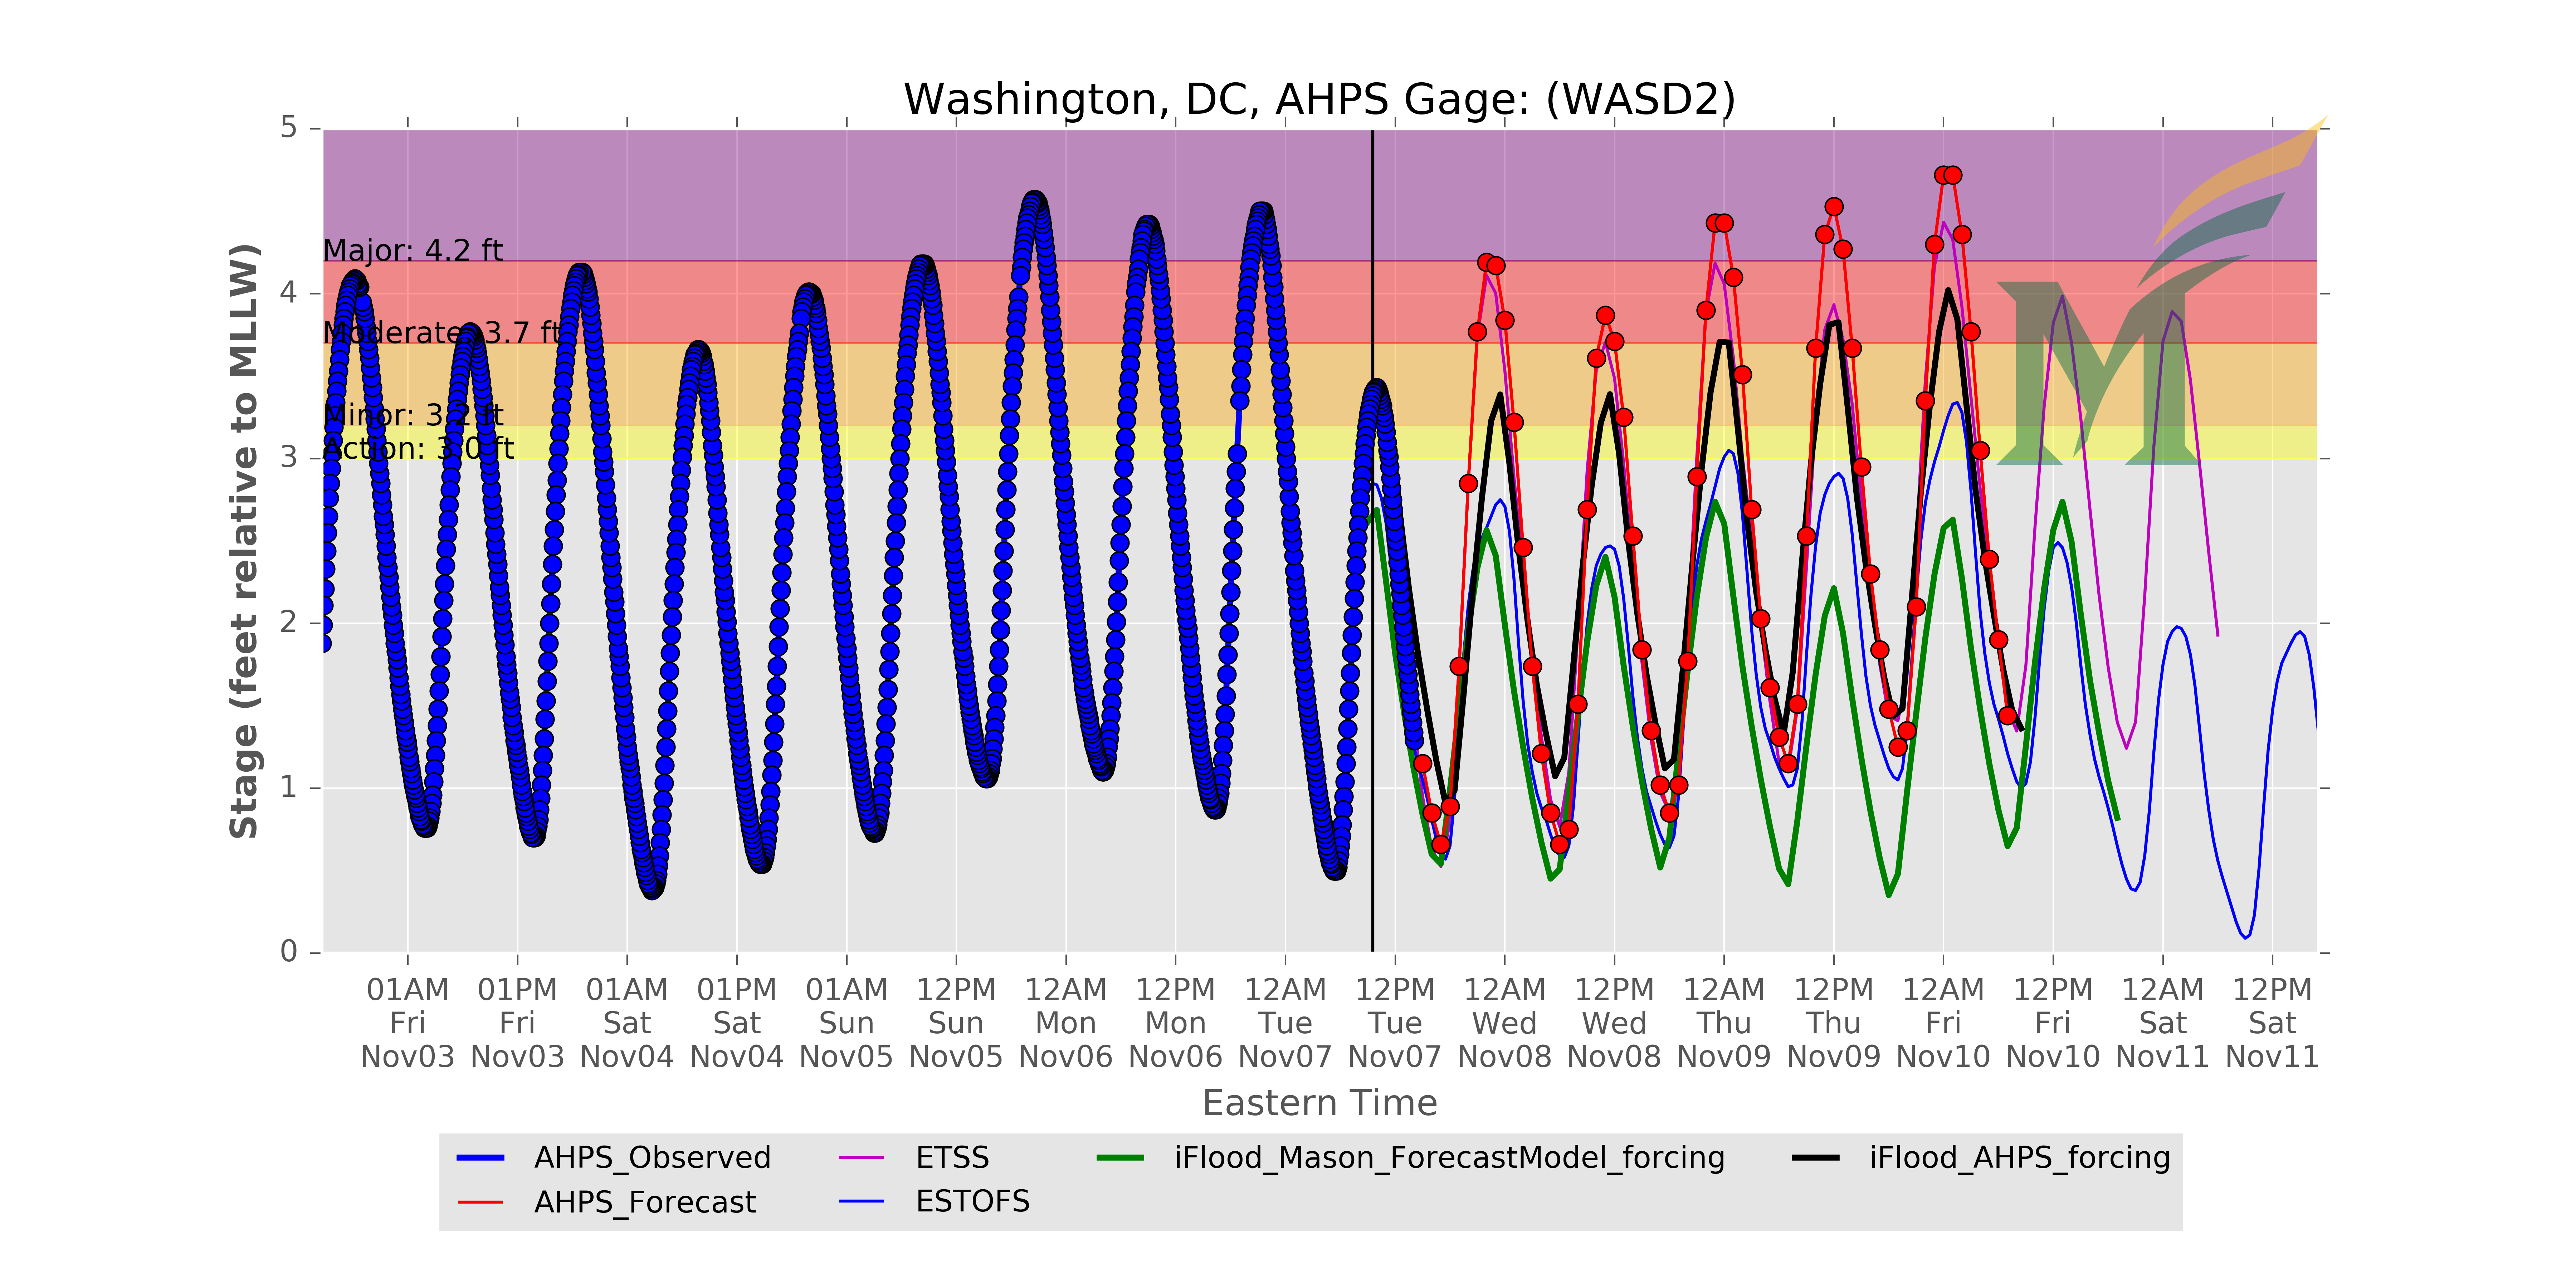 Washington, DC, AHPS Gage: (WASD2)
Stage (feet relative to MLLW)
5
4
3
2
1
0
Major: 4.2 ft
Moderate: 3.7 ft
Minor: 3.2 ft
Action: 3.0 ft
M
01AM 01PM 01AM 01PM 01AM 12PM 12AM 12PM 12AM 12PM 12AM 12PM 12AM 12PM 12AM 12PM 12AM 12PM
Fri Fri Sat Sat Sun Sun Mon Mon Tue Tue Wed Wed Thu Thu Fri Fri Sat Sat
Nov03 Nov03 Nov04 Nov04 Nov05 Nov05 Nov06 Nov06 Nov07 Nov07 Nov08 Nov08 Nov09 Nov09 Nov10 Nov10 Nov11 Nov11
Eastern Time
AHPS_Observed ETSS iFlood_Mason_ForecastModel_forcing iFlood_AHPS_forcing
AHPS_Forecast ESTOFS